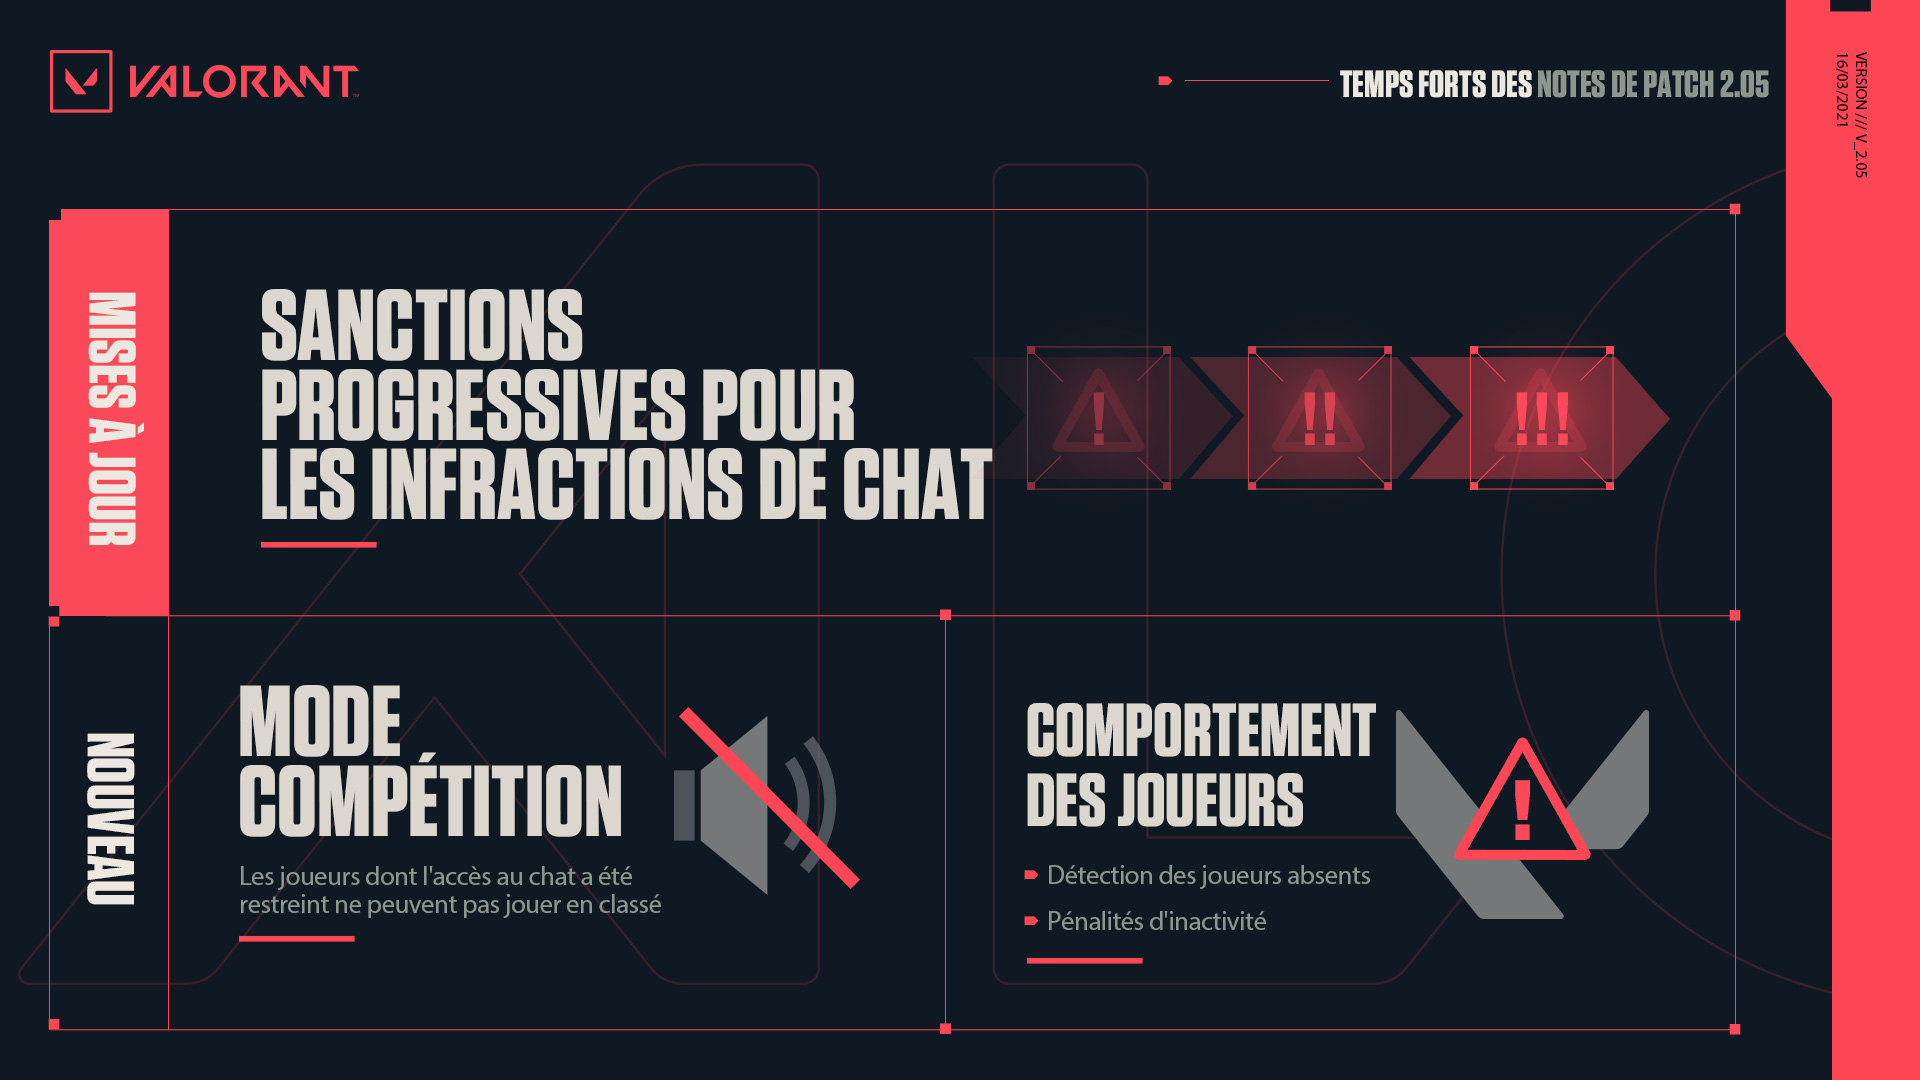 VALORANT™
TEMPS FORTS DES NOTES DE PATCH 2.05
VERSION /// V_2.05
16/03/2021
MISES À JOUR
SANCTIONS
PROGRESSIVES POUR
LES INFRACTIONS DE CHAT
!
!!
!!!
NOUVEAU
MODE
COMPÉTITION
Les joueurs dont l'accès au chat a été
restreint ne peuvent pas jouer en classé
COMPORTEMENT
DES JOUEURS
Détection des joueurs absents
Pénalités d'inactivité
!